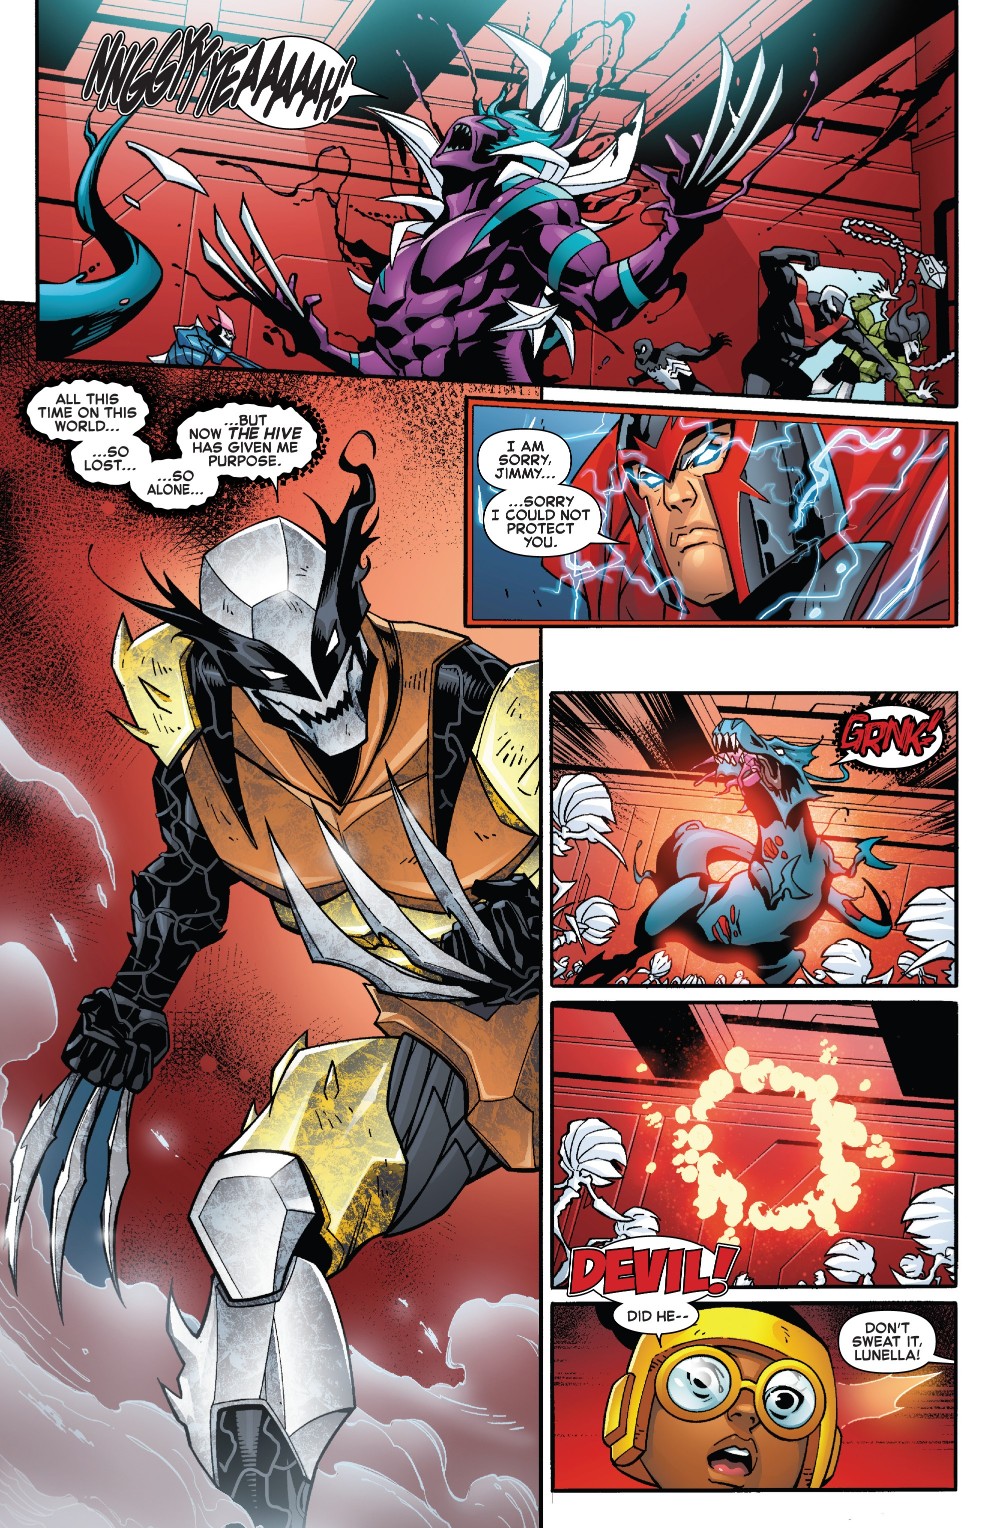 NNGGIYYYEAAAAAH!
ALL THIS
TIME ON THIS
WORLD...
...SO
LOST...
...SO
ALONE...
...BUT
NOW THE HIVE
HAS GIVEN ME
PURPOSE.
I AM
SORRY,
JIMMY...
...SORRY
I COULD NOT
PROTECT
YOU.
GRNK!
DEVIL!
DID HE--
DON'T
SWEAT IT,
LUNELLA!